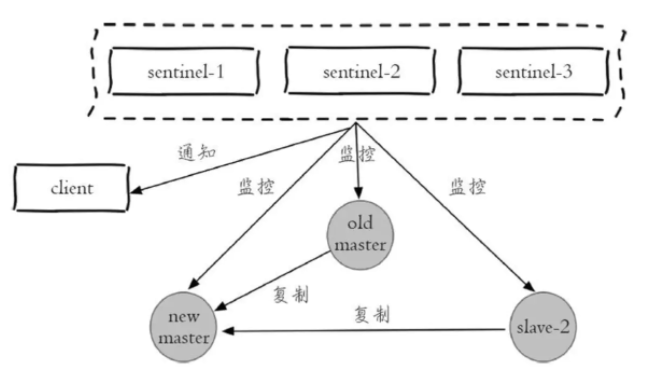 sentinel-1
sentinel-2
sentinel-3
通知
监控
client
监控
监控
old
master
复制
复制
new
master
slave-2